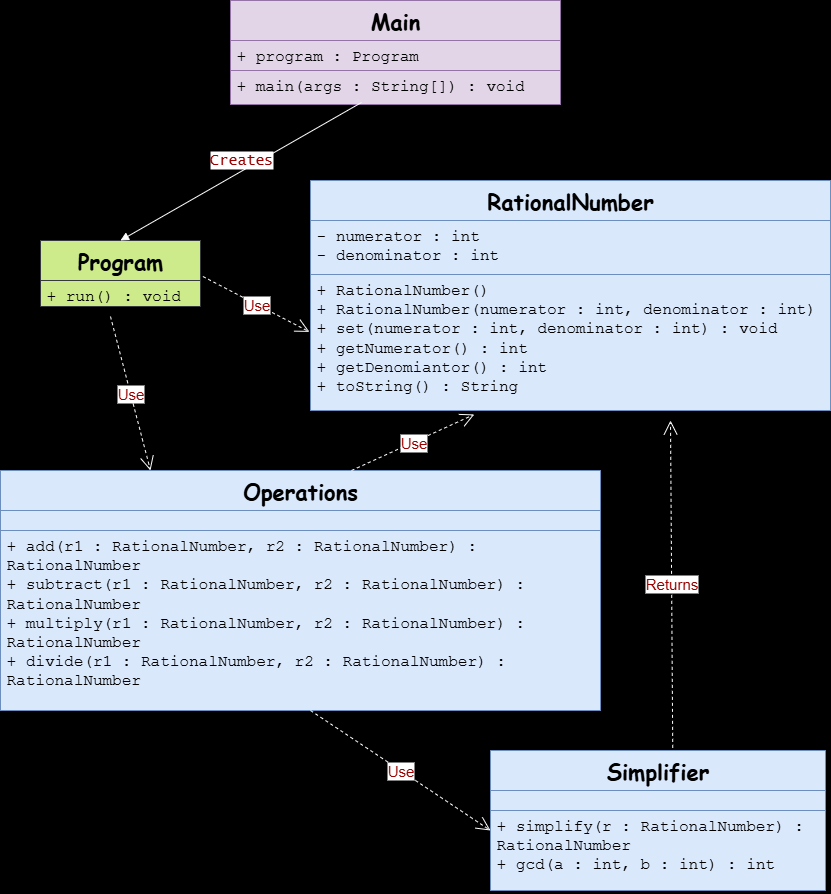 Main
+ program : Program
+ main(args : String[]) : void
Creates
RationalNumber
- numerator : int
- denominator : int
+ RationalNumber()
+ RationalNumber(numerator : int, denominator : int)
+ set(numerator : int, denominator : int) : void
+ getNumerator() : int
+ getDenomiantor() : int
+ toString() : String
Program
+ run() : void
Use
Use
Use
Operations
+ add(r1 : RationalNumber, r2 : RationalNumber) :
RationalNumber
+ subtract(r1 : RationalNumber, r2 : RationalNumber) :
RationalNumber
+ multiply(r1 : RationalNumber, r2 : RationalNumber) :
RationalNumber
+ divide(r1 : RationalNumber, r2 : RationalNumber) :
RationalNumber
Returns
Use
Simplifier
+ simplify(r : RationalNumber) :
RationalNumber
+ gcd(a : int, b : int) : int